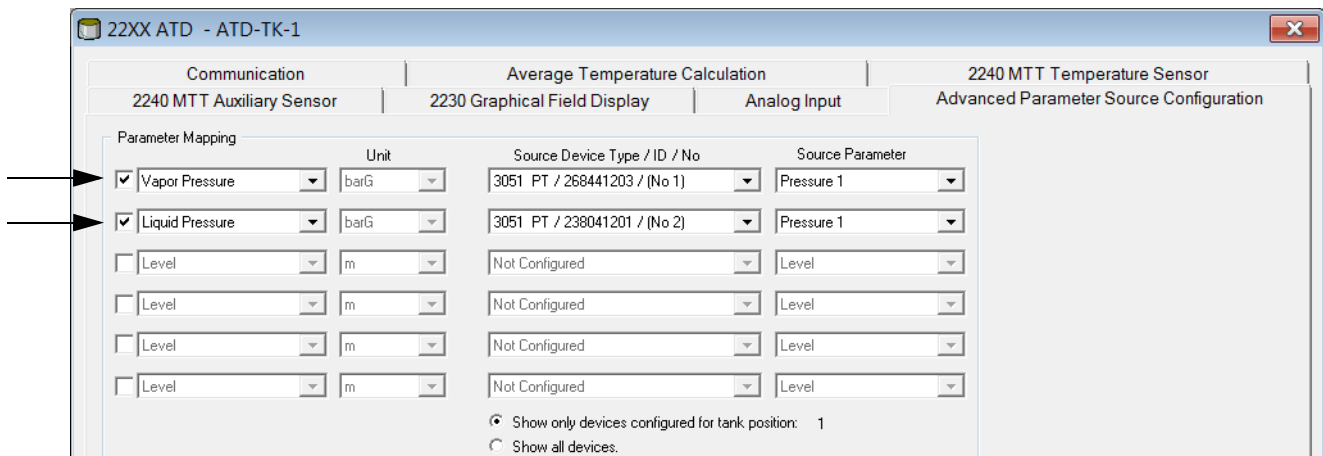 22XX ATD - ATD-TK-1
Communication Average Temperature Calculation 2240 MTT Temperature Sensor
2240 MTT Auxiliary Sensor 2230 Graphical Field Display Analog Input Advanced Parameter Source Configuration
Parameter Mapping
Unit Source Device Type / ID / No Source Parameter
Vapor Pressure barG 3051 PT / 268441203 / (No 1) Pressure 1
Liquid Pressure barG 3051 PT / 238041201 / (No 2) Pressure 1
Level m Not Configured Level
Level m Not Configured Level
Level m Not Configured Level
Level m Not Configured Level
Show only devices configured for tank position: 1
Show all devices.